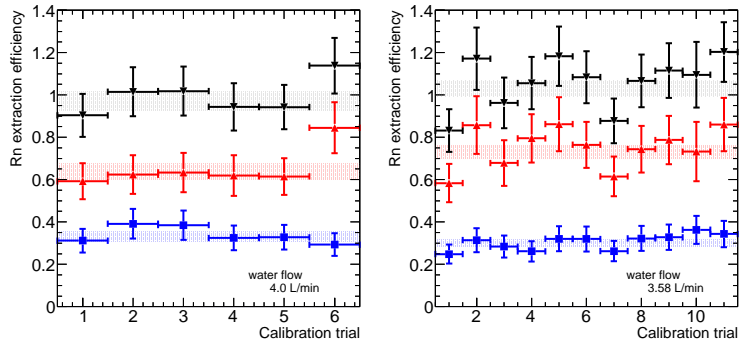 Rn extraction efficiency
1.4
1.2
1
0.8
0.6
0.4
0.2
0
water flow
4.0 L/min
1 2 3 4 5 6
Calibration trial
Rn extraction efficiency
1.4
1.2
1
0.8
0.6
0.4
0.2
0
water flow
3.58 L/min
2 4 6 8 10
Calibration trial